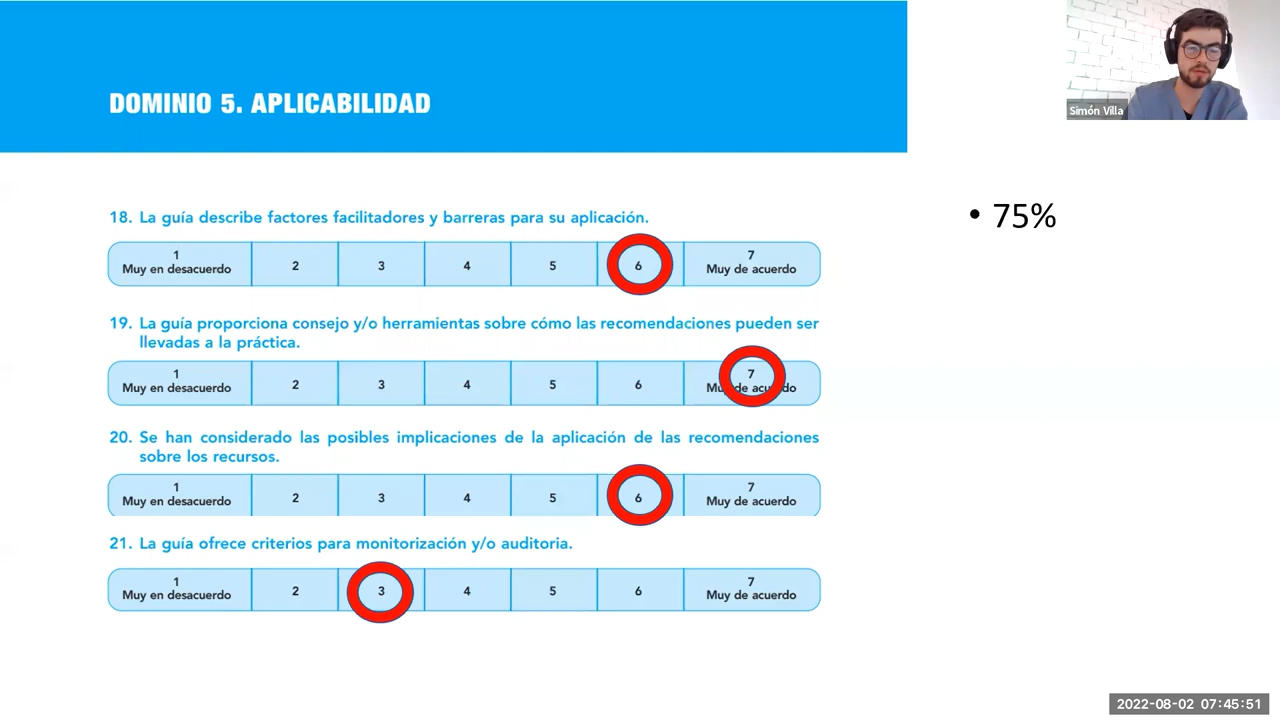 DOMINIO 5. APLICABILIDAD
Simón Villa
• 75%
18. La guía describe factores facilitadores y barreras para su aplicación.
1 2 3 4 5 6 7
Muy en desacuerdo Muy de acuerdo
19. La guía proporciona consejo y/o herramientas sobre cómo las recomendaciones pueden ser
llevadas a la práctica.
1 2 3 4 5 6 7
Muy en desacuerdo Muy de acuerdo
20. Se han considerado las posibles implicaciones de la aplicación de las recomendaciones
sobre los recursos.
1 2 3 4 5 6 7
Muy en desacuerdo Muy de acuerdo
21. La guía ofrece criterios para monitorización y/o auditoria.
1 2 3 4 5 6 7
Muy en desacuerdo Muy de acuerdo
2022-08-02 07:45:51